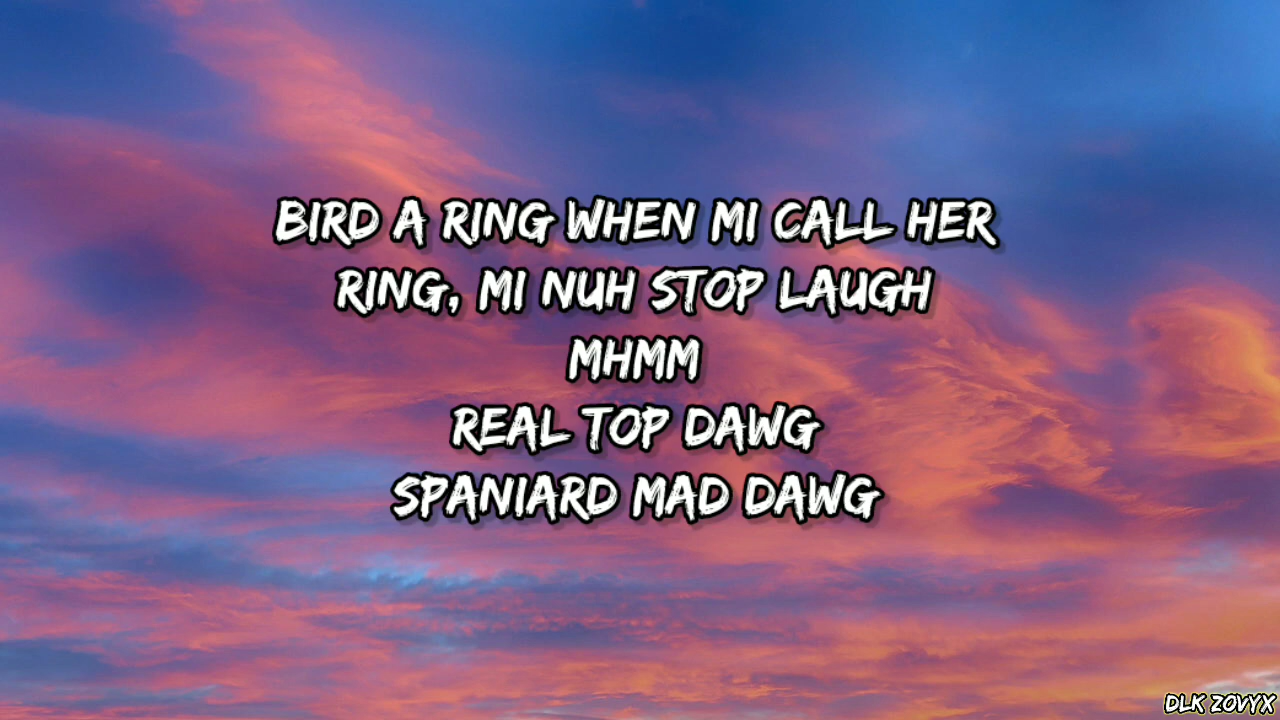 BIRD A RING WHEN MI CALL HER
RING, MI NUH STOP LAUGH
MHMM
REAL TOP DAWG
SPANIARD MAD DAWG
DLK ZOVYX